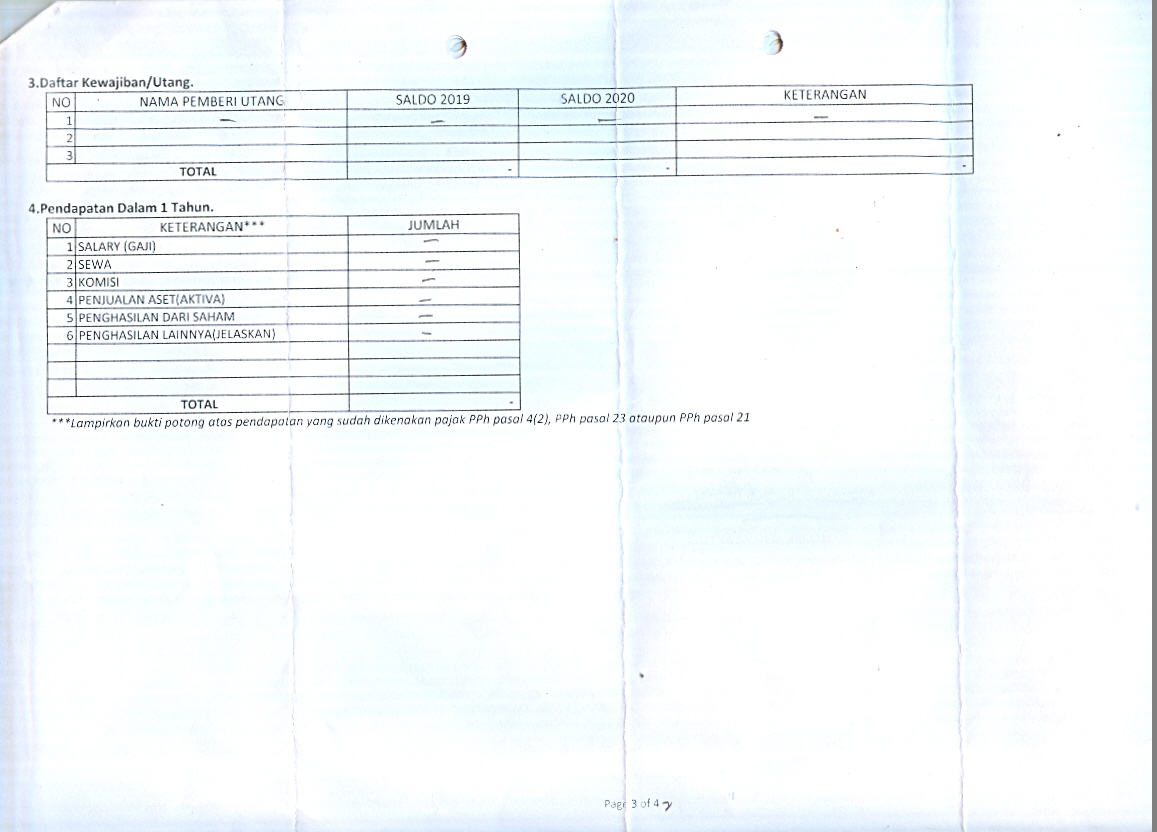 3.Daftar Kewajiban/Utang.
NO NAMA PEMBERI UTANG SALDO 2019 SALDO 2020 KETERANGAN
1 — — — —
2
3
TOTAL - - -
4.Pendapatan Dalam 1 Tahun.
NO KETERANGAN*** JUMLAH
1 SALARY (GAJI) —
2 SEWA —
3 KOMISI —
4 PENJUALAN ASET(AKTIVA) —
5 PENGHASILAN DARI SAHAM —
6 PENGHASILAN LAINNYA(JELASKAN) —
TOTAL -
***Lampirkan bukti potong atas pendapatan yang sudah dikenakan pajak PPh pasal 4(2), PPh pasal 23 ataupun PPh pasal 21
Page 3 of 4